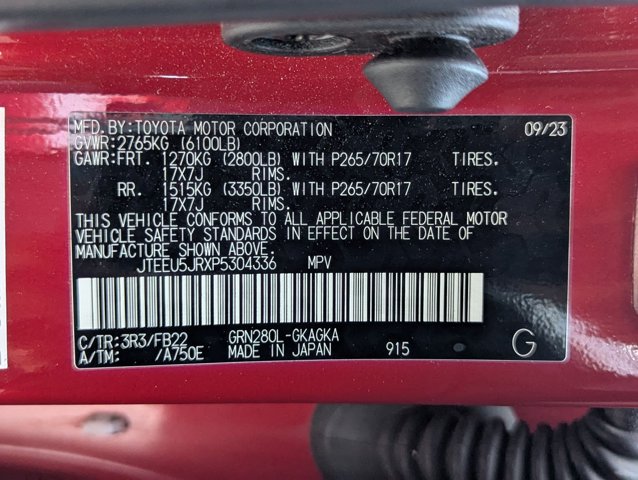 MFD.BY:TOYOTA MOTOR CORPORATION 09/23
GVWR:2765KG (6100LB)
GAWR:FRT. 1270KG (2800LB) WITH P265/70R17 TIRES.
17X7J RIMS.
RR. 1515KG (3350LB) WITH P265/70R17 TIRES.
17X7J RIMS.
THIS VEHICLE CONFORMS TO ALL APPLICABLE FEDERAL MOTOR
VEHICLE SAFETY STANDARDS IN EFFECT ON THE DATE OF
MANUFACTURE SHOWN ABOVE.
JTEEU5JRXP5304336 MPV
C/TR:3R3/FB22 GRN280L-GKAGKA
A/TM: /A750E MADE IN JAPAN 915 G